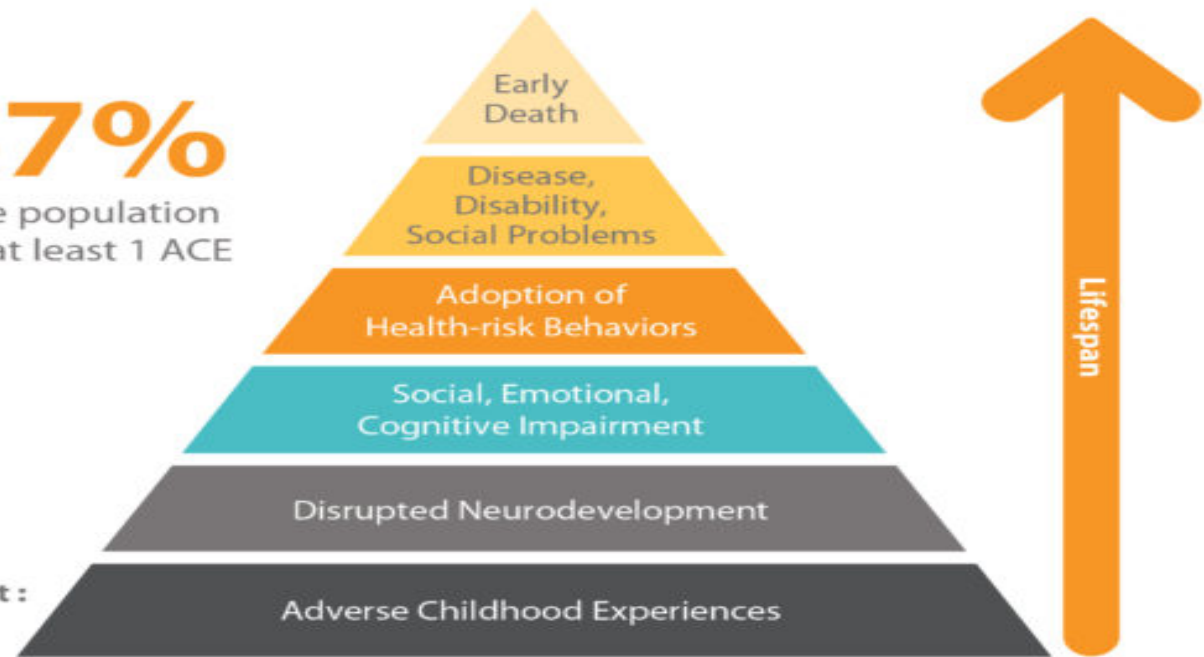 Early
Death
7%
population
at least 1 ACE
Disease,
Disability,
Social Problems
Adoption of
Health-risk Behaviors
Social, Emotional,
Cognitive Impairment
Disrupted Neurodevelopment
Adverse Childhood Experiences
Lifespan